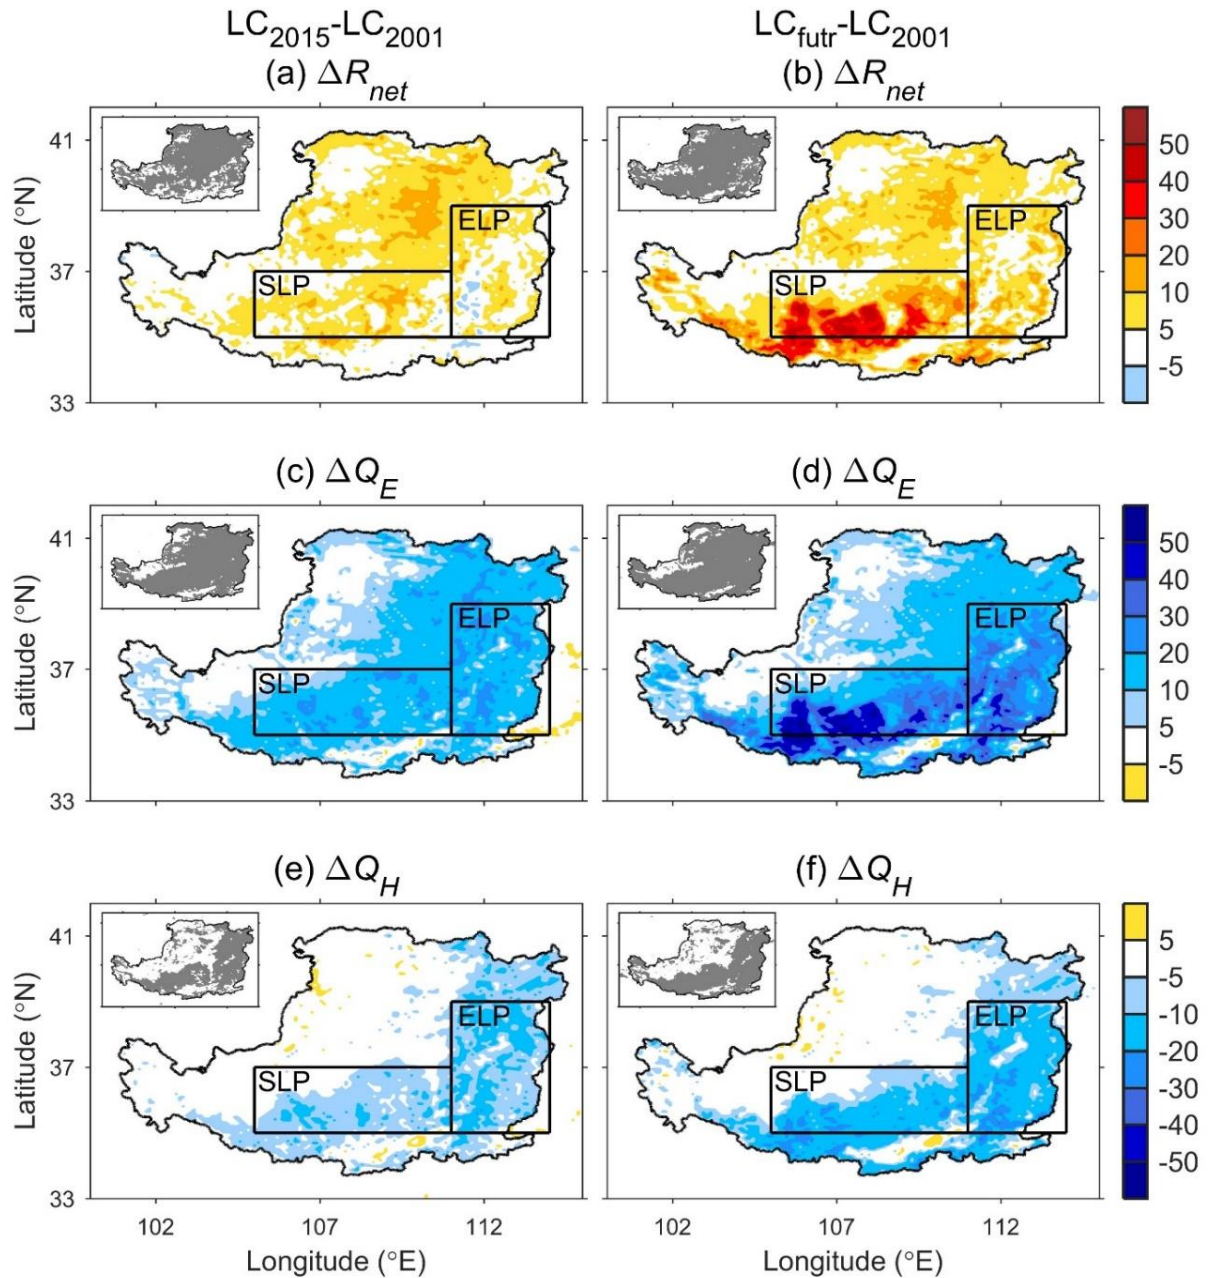 LC2015-LC2001
LCfutr-LC2001
(a) ΔRnet
(b) ΔRnet
41
37
33
Latitude (°N)
SLP
ELP
SLP
ELP
50
40
30
20
10
5
-5
(c) ΔQE
(d) ΔQE
41
37
33
Latitude (°N)
SLP
ELP
SLP
ELP
50
40
30
20
10
5
-5
(e) ΔQH
(f) ΔQH
41
37
33
Latitude (°N)
SLP
ELP
SLP
ELP
5
-5
-10
-20
-30
-40
-50
102 107 112
102 107 112
Longitude (°E)
Longitude (°E)